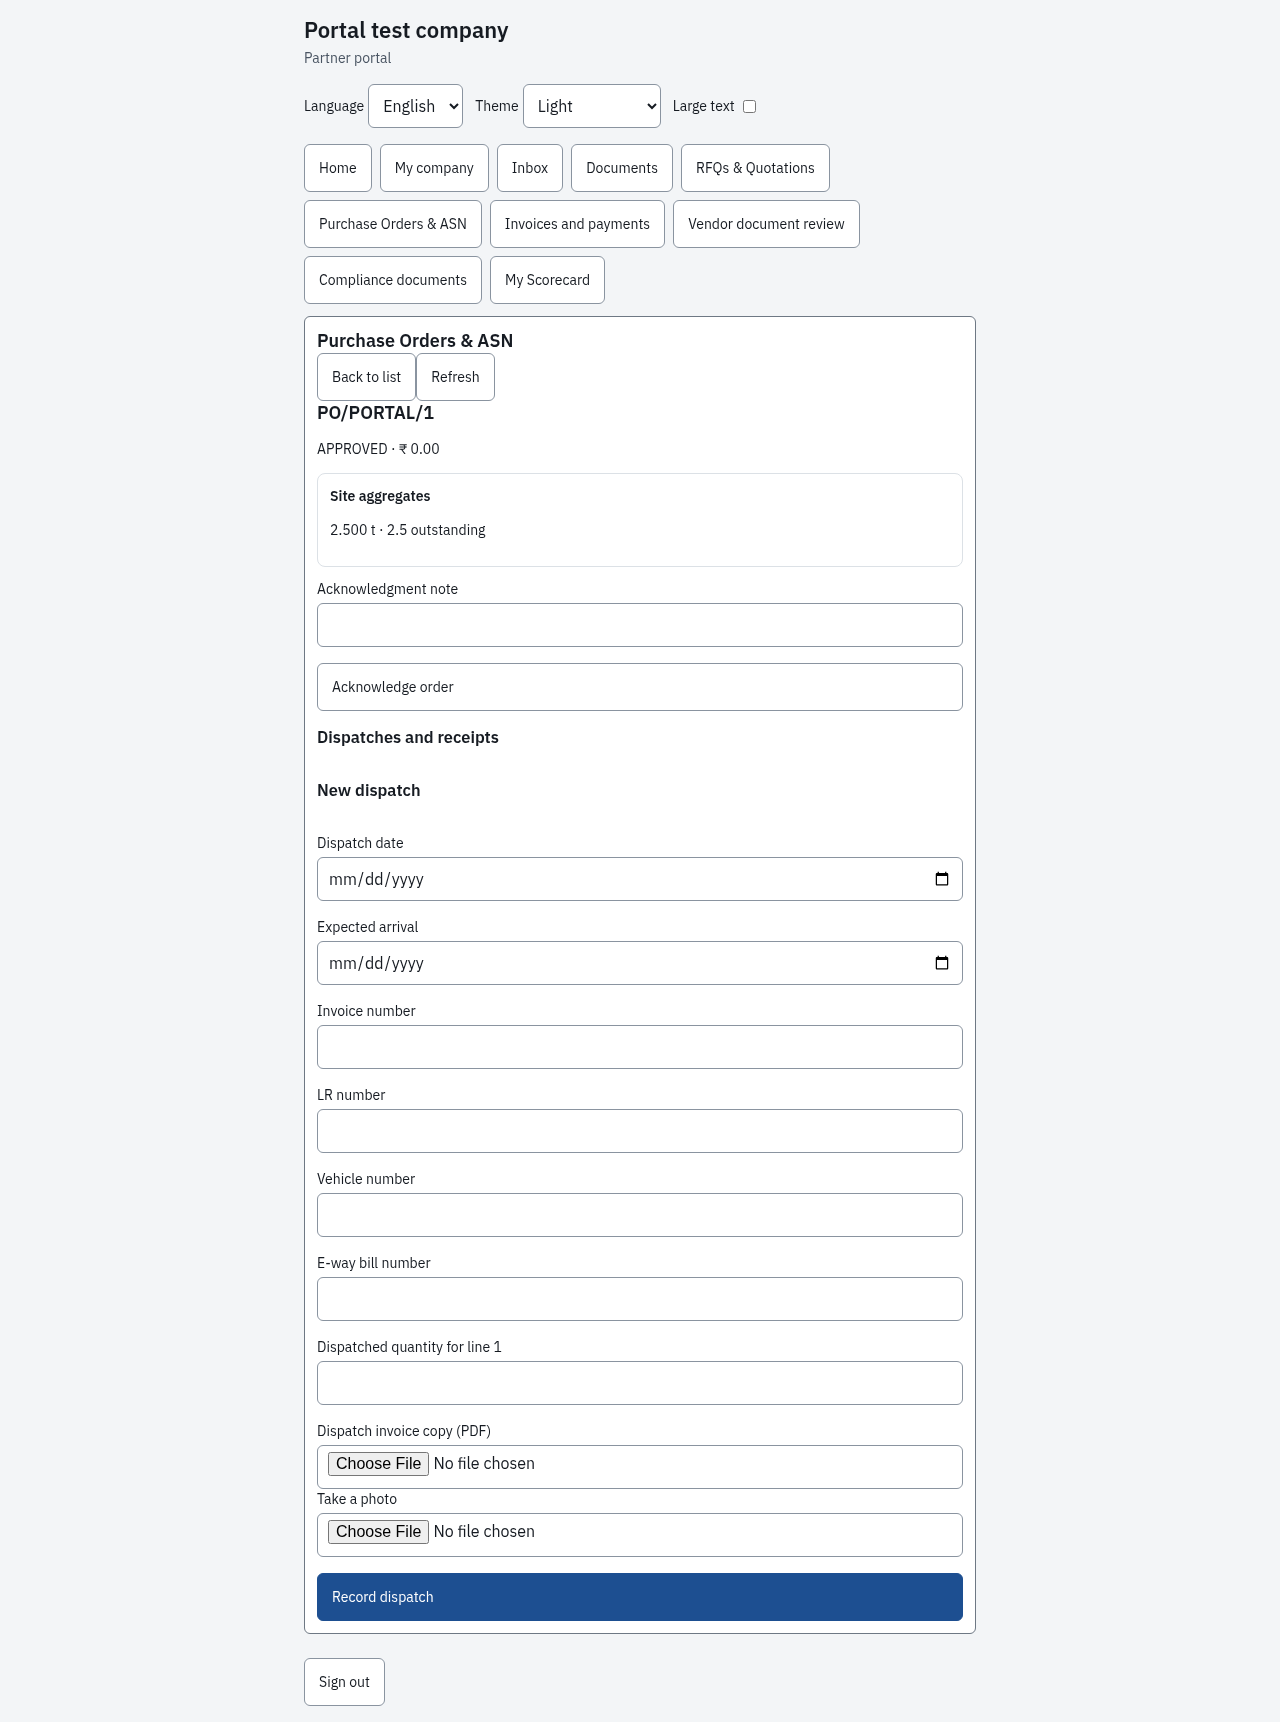 Portal test company
Partner portal
Language English Theme Light Large text
Home My company Inbox Documents RFQs & Quotations
Purchase Orders & ASN Invoices and payments Vendor document review
Compliance documents My Scorecard
Purchase Orders & ASN
Back to list Refresh
PO/PORTAL/1
APPROVED · ₹ 0.00
Site aggregates
2.500 t · 2.5 outstanding
Acknowledgment note
Acknowledge order
Dispatches and receipts
New dispatch
Dispatch date
mm/dd/yyyy
Expected arrival
mm/dd/yyyy
Invoice number
LR number
Vehicle number
E-way bill number
Dispatched quantity for line 1
Dispatch invoice copy (PDF)
Choose File No file chosen
Take a photo
Choose File No file chosen
Record dispatch
Sign out